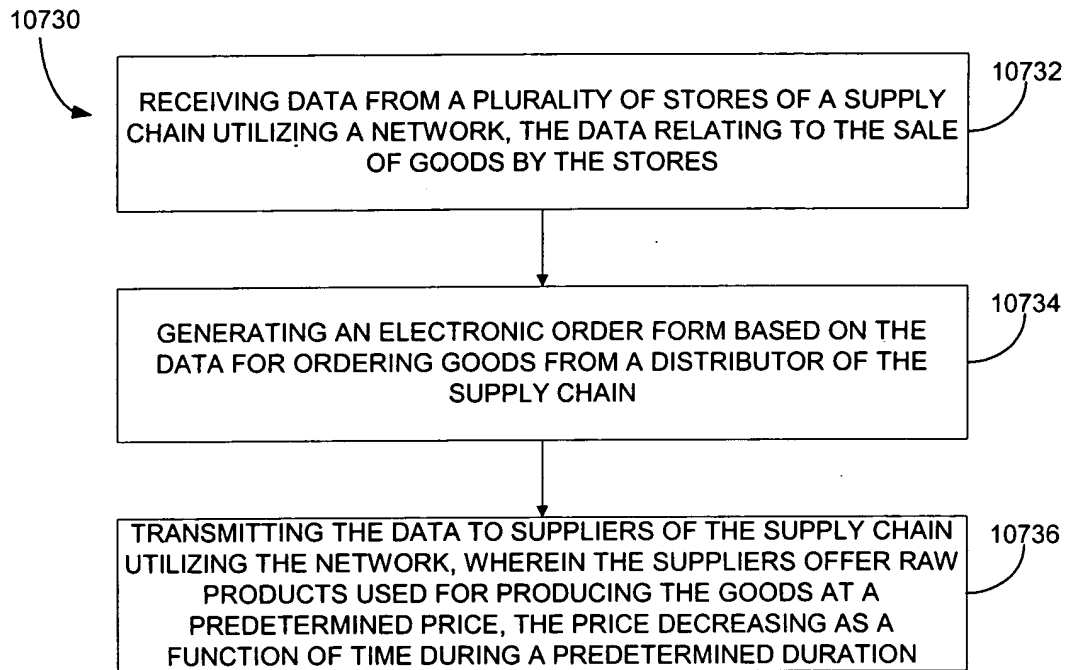 10730
RECEIVING DATA FROM A PLURALITY OF STORES OF A SUPPLY
CHAIN UTILIZING A NETWORK, THE DATA RELATING TO THE SALE
OF GOODS BY THE STORES
10732
GENERATING AN ELECTRONIC ORDER FORM BASED ON THE
DATA FOR ORDERING GOODS FROM A DISTRIBUTOR OF THE
SUPPLY CHAIN
10734
TRANSMITTING THE DATA TO SUPPLIERS OF THE SUPPLY CHAIN
UTILIZING THE NETWORK, WHEREIN THE SUPPLIERS OFFER RAW
PRODUCTS USED FOR PRODUCING THE GOODS AT A
PREDETERMINED PRICE, THE PRICE DECREASING AS A
FUNCTION OF TIME DURING A PREDETERMINED DURATION
10736